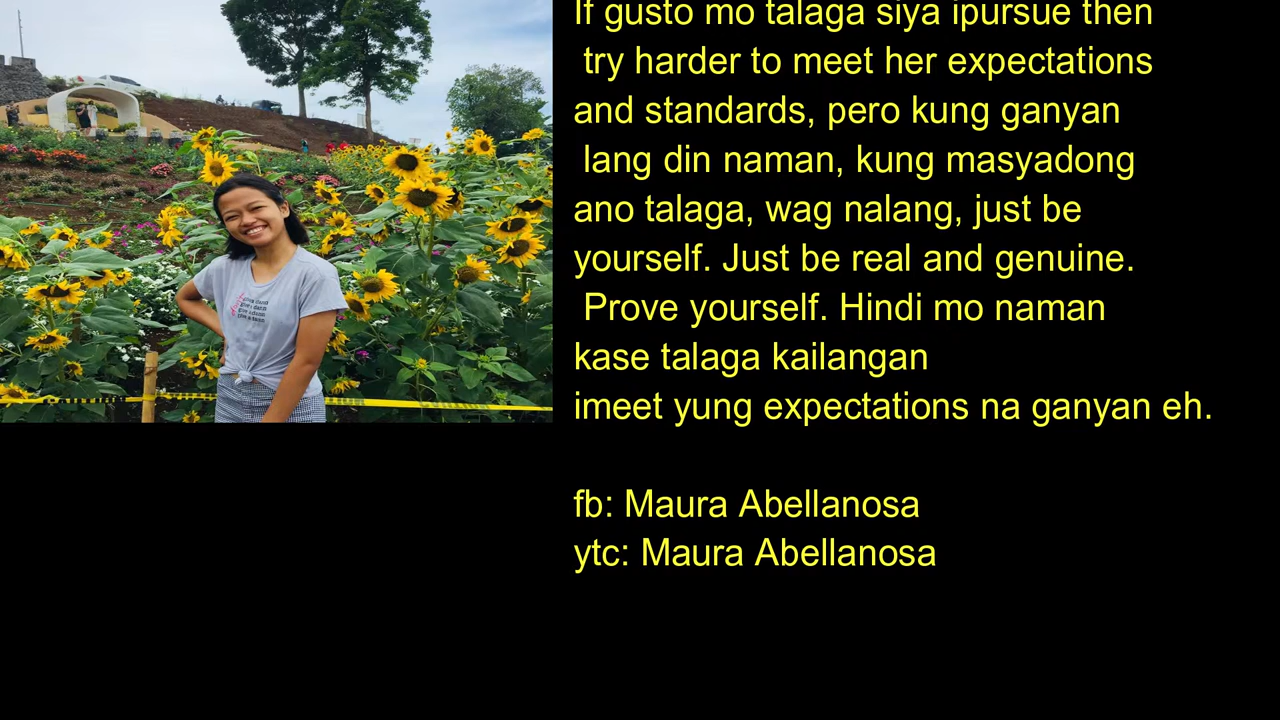 If gusto mo talaga siya ipursue then
try harder to meet her expectations
and standards, pero kung ganyan
lang din naman, kung masyadong
ano talaga, wag nalang, just be
yourself. Just be real and genuine.
Prove yourself. Hindi mo naman
kase talaga kailangan
imeet yung expectations na ganyan eh.
fb: Maura Abellanosa
ytc: Maura Abellanosa